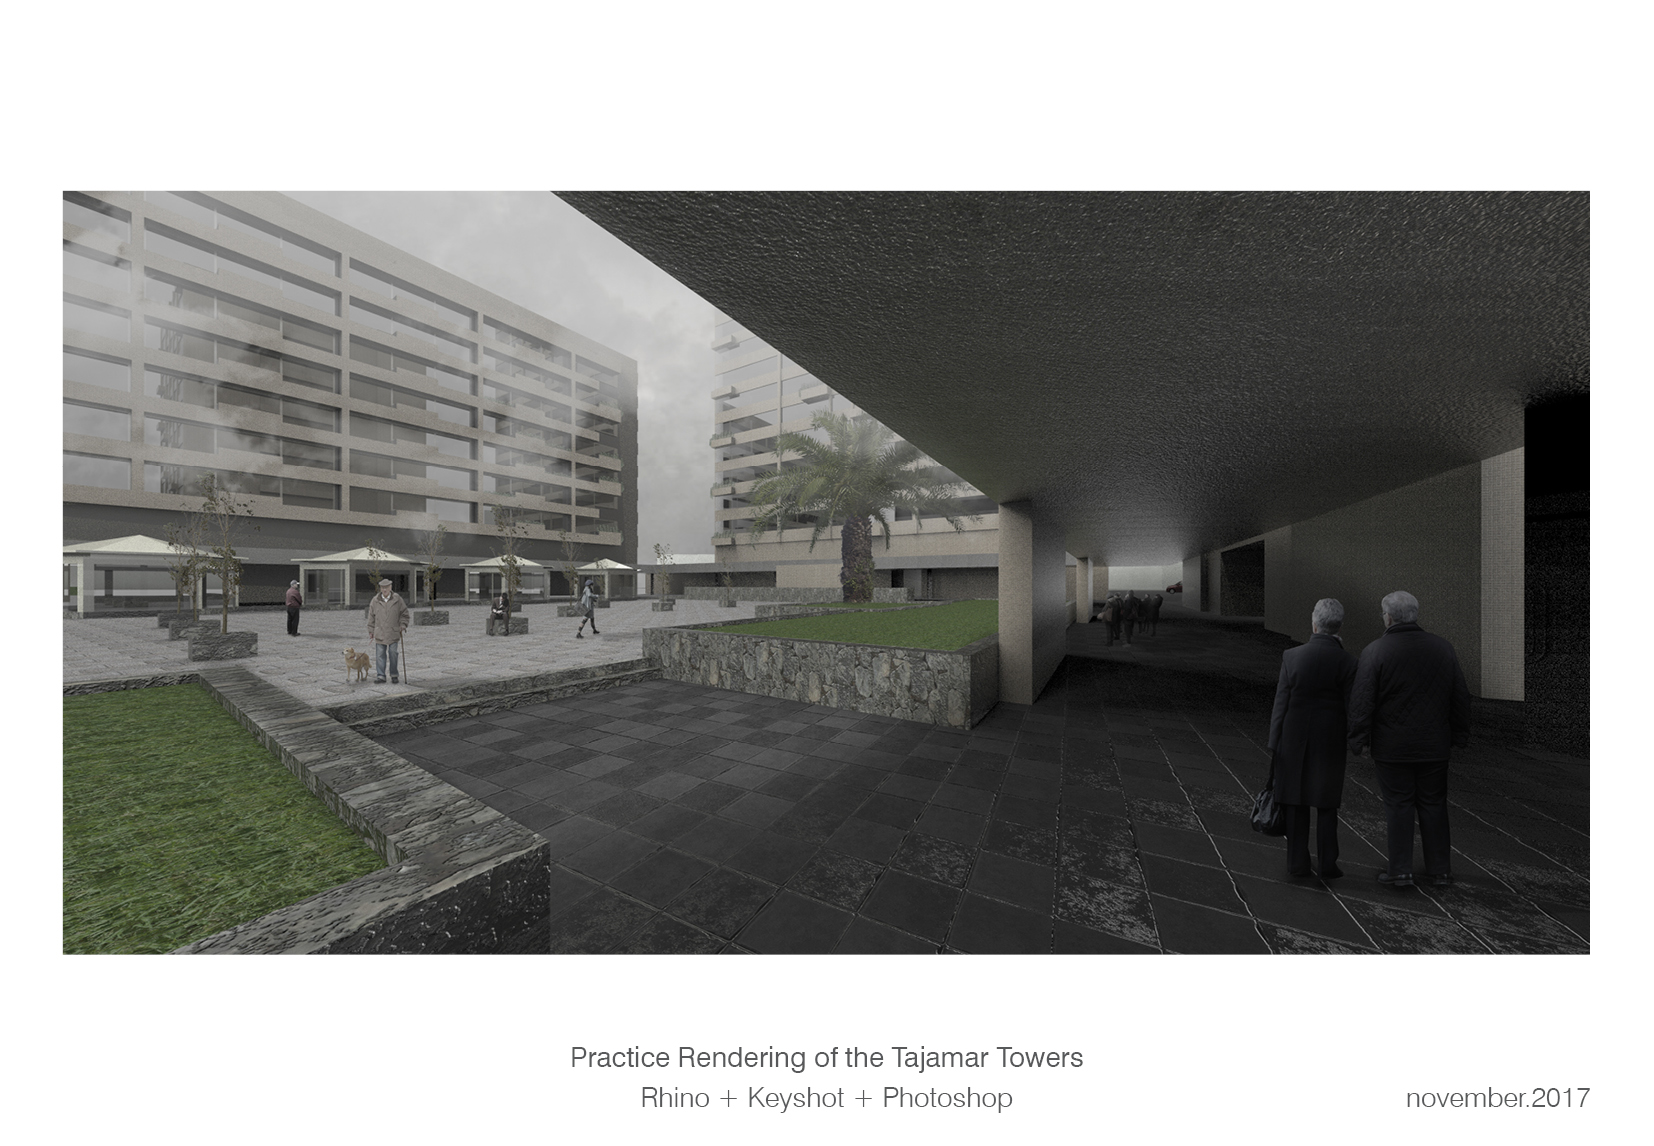 Practice Rendering of the Tajamar Towers
Rhino + Keyshot + Photoshop
november.2017